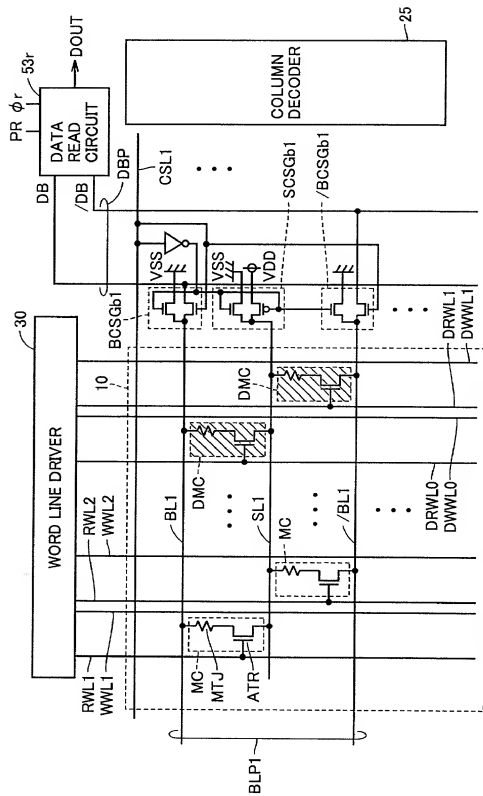 30
WORD LINE DRIVER
PR φr
53r
DATA READ CIRCUIT
DOUT
DB
/DB
DBP
25
COLUMN DECODER
RWL1
WWL1
RWL2
WWL2
10
CSL1
BCSGb1
VSS
VSS
VDD
SCSGb1
/BCSGb1
BL1
DMC
DMC
SL1
MC
/BL1
MC
MTJ
ATR
BLP1
DRWL0
DWWL0
DRWL1
DWWL1